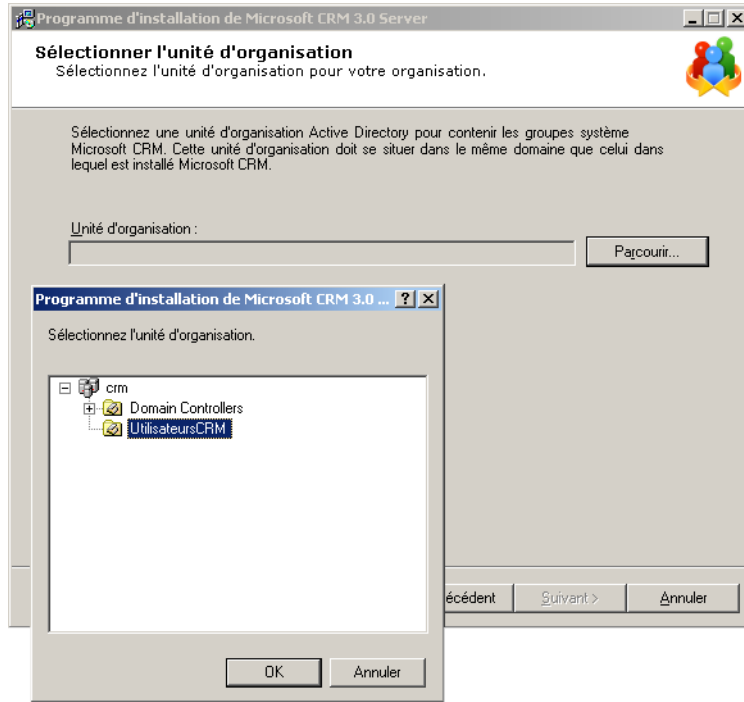 Programme d'installation de Microsoft CRM 3.0 Server
Sélectionner l'unité d'organisation
Sélectionnez l'unité d'organisation pour votre organisation.
Sélectionnez une unité d'organisation Active Directory pour contenir les groupes système
Microsoft CRM. Cette unité d'organisation doit se situer dans le même domaine que celui dans
lequel est installé Microsoft CRM.
Unité d'organisation :
Parcourir...
Programme d'installation de Microsoft CRM 3.0 ...
Sélectionnez l'unité d'organisation.
crm
Domain Controllers
UtilisateursCRM
écédent
Suivant >
Annuler
OK
Annuler